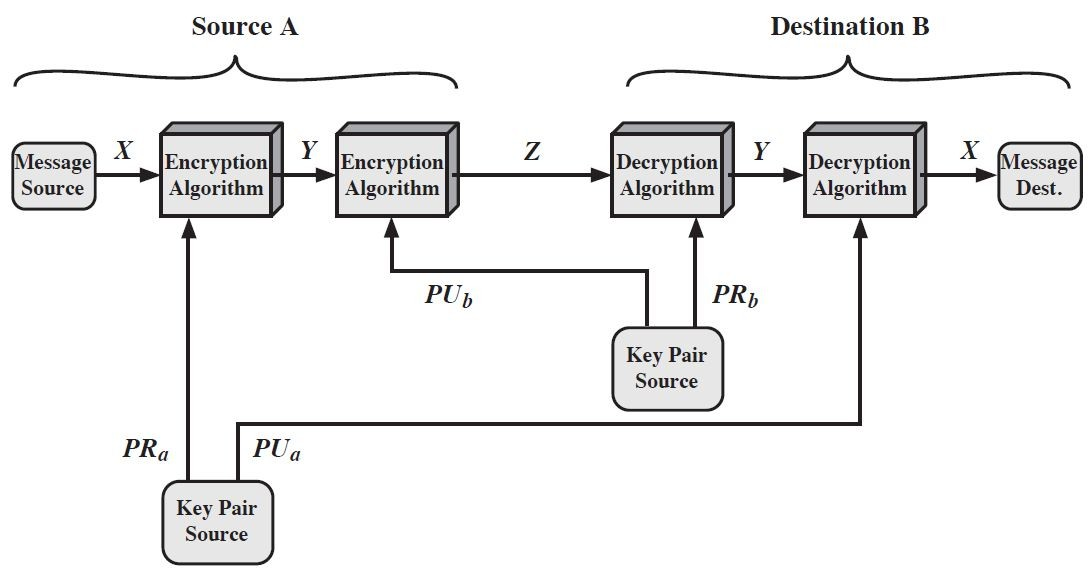 Source A
Destination B
Message
Source
X
Encryption
Algorithm
Y
Encryption
Algorithm
Z
Decryption
Algorithm
Y
Decryption
Algorithm
X
Message
Dest.
PUb
PRb
Key Pair
Source
PRa
PUa
Key Pair
Source